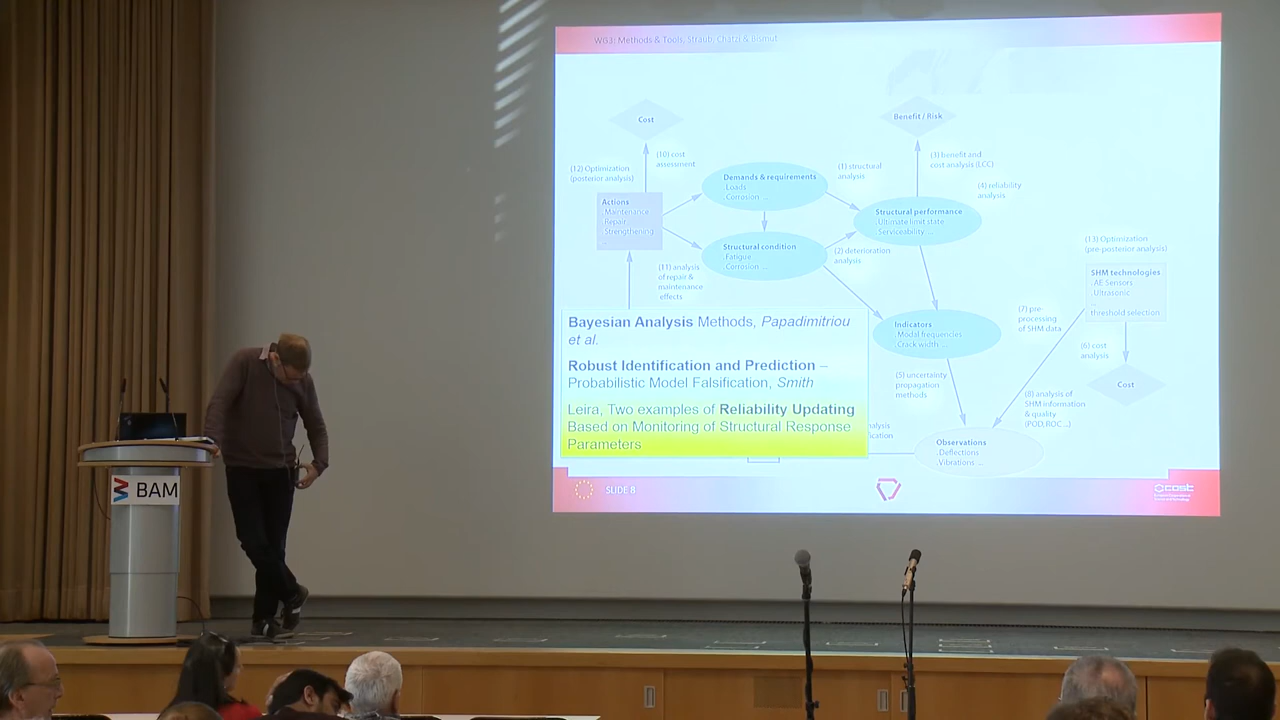 WG3: Methods & Tools, Straub, Chatzi & Bismut
Cost
Benefit / Risk
(12) Optimization
(posterior analysis)
(10) cost
assessment
Demands & requirements
. Loads
. Corrosion ...
(1) structural
analysis
(3) benefit and
cost analysis (LCC)
(4) reliability
analysis
Actions
. Maintenance
. Repair
. Strengthening
...
Structural performance
. Ultimate limit state
. Serviceability ...
Structural condition
. Fatigue
. Corrosion ...
(2) deterioration
analysis
(11) analysis
of repair &
maintenance
effects
(13) Optimization
(pre-posterior analysis)
SHM technologies
. AE Sensors
. Ultrasonic
...
threshold selection
(7) pre-
processing
of SHM data
Indicators
. Modal frequencies
. Crack width ...
(6) cost
analysis
Cost
(5) uncertainty
propagation
methods
(8) analysis of
SHM information
& quality
(POD, ROC ...)
Observations
. Deflections
. Vibrations ...
Bayesian Analysis Methods, Papadimitriou
et al.
Robust Identification and Prediction –
Probabilistic Model Falsification, Smith
Leira, Two examples of Reliability Updating
Based on Monitoring of Structural Response
Parameters
SLIDE 8
cost
BAM